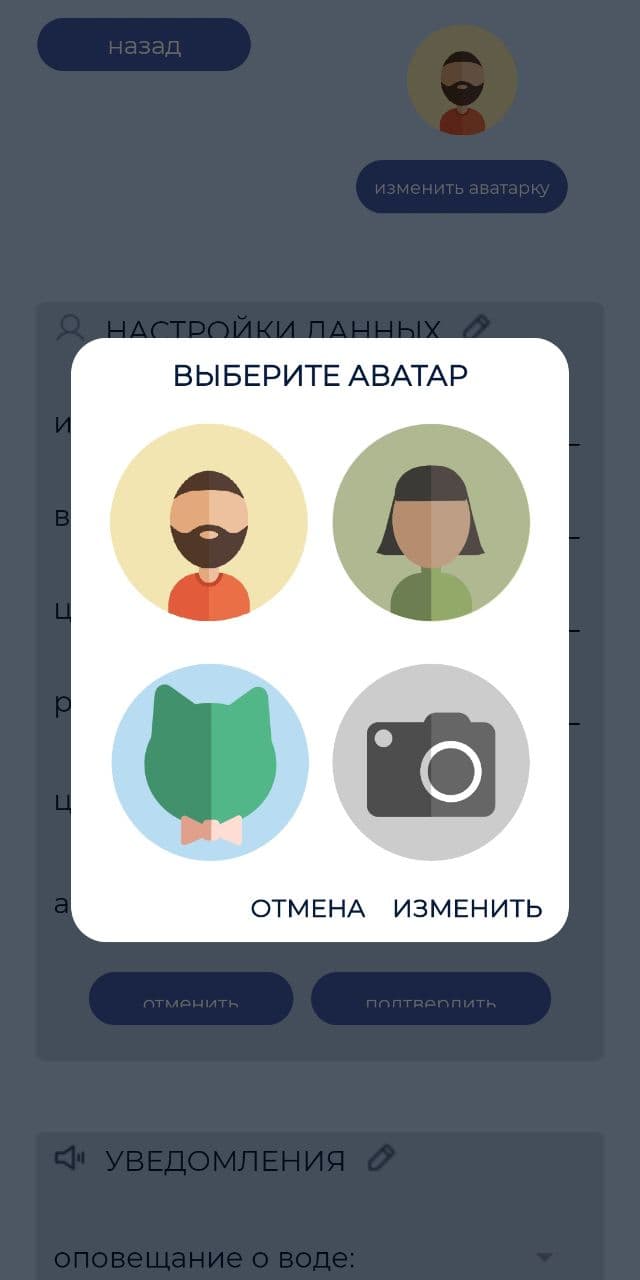 назад
изменить аватарку
НАСТРОЙКИ ДАННЫХ
ВЫБЕРИТЕ АВАТАР
ОТМЕНА ИЗМЕНИТЬ
отменить подтвердить
УВЕДОМЛЕНИЯ
оповещание о воде: